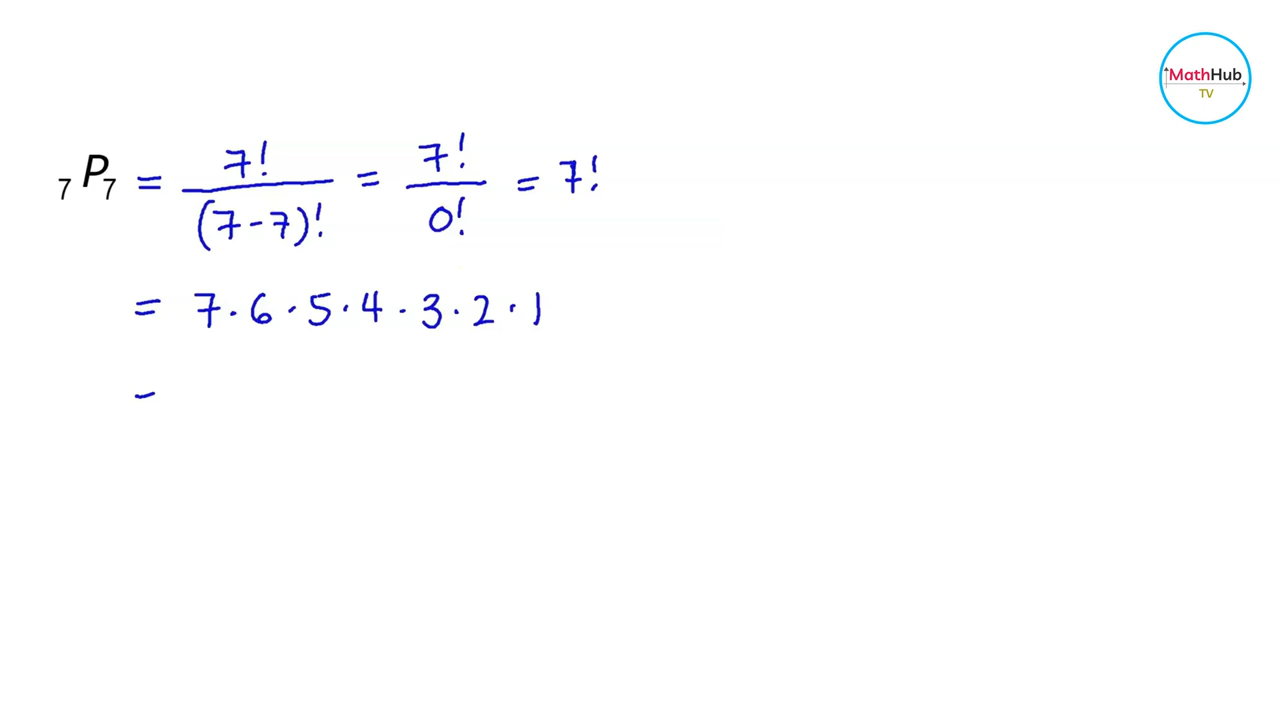 MathHub
TV
₇P₇ = 7!/(7-7)! = 7!/0! = 7!
= 7·6·5·4·3·2·1
-